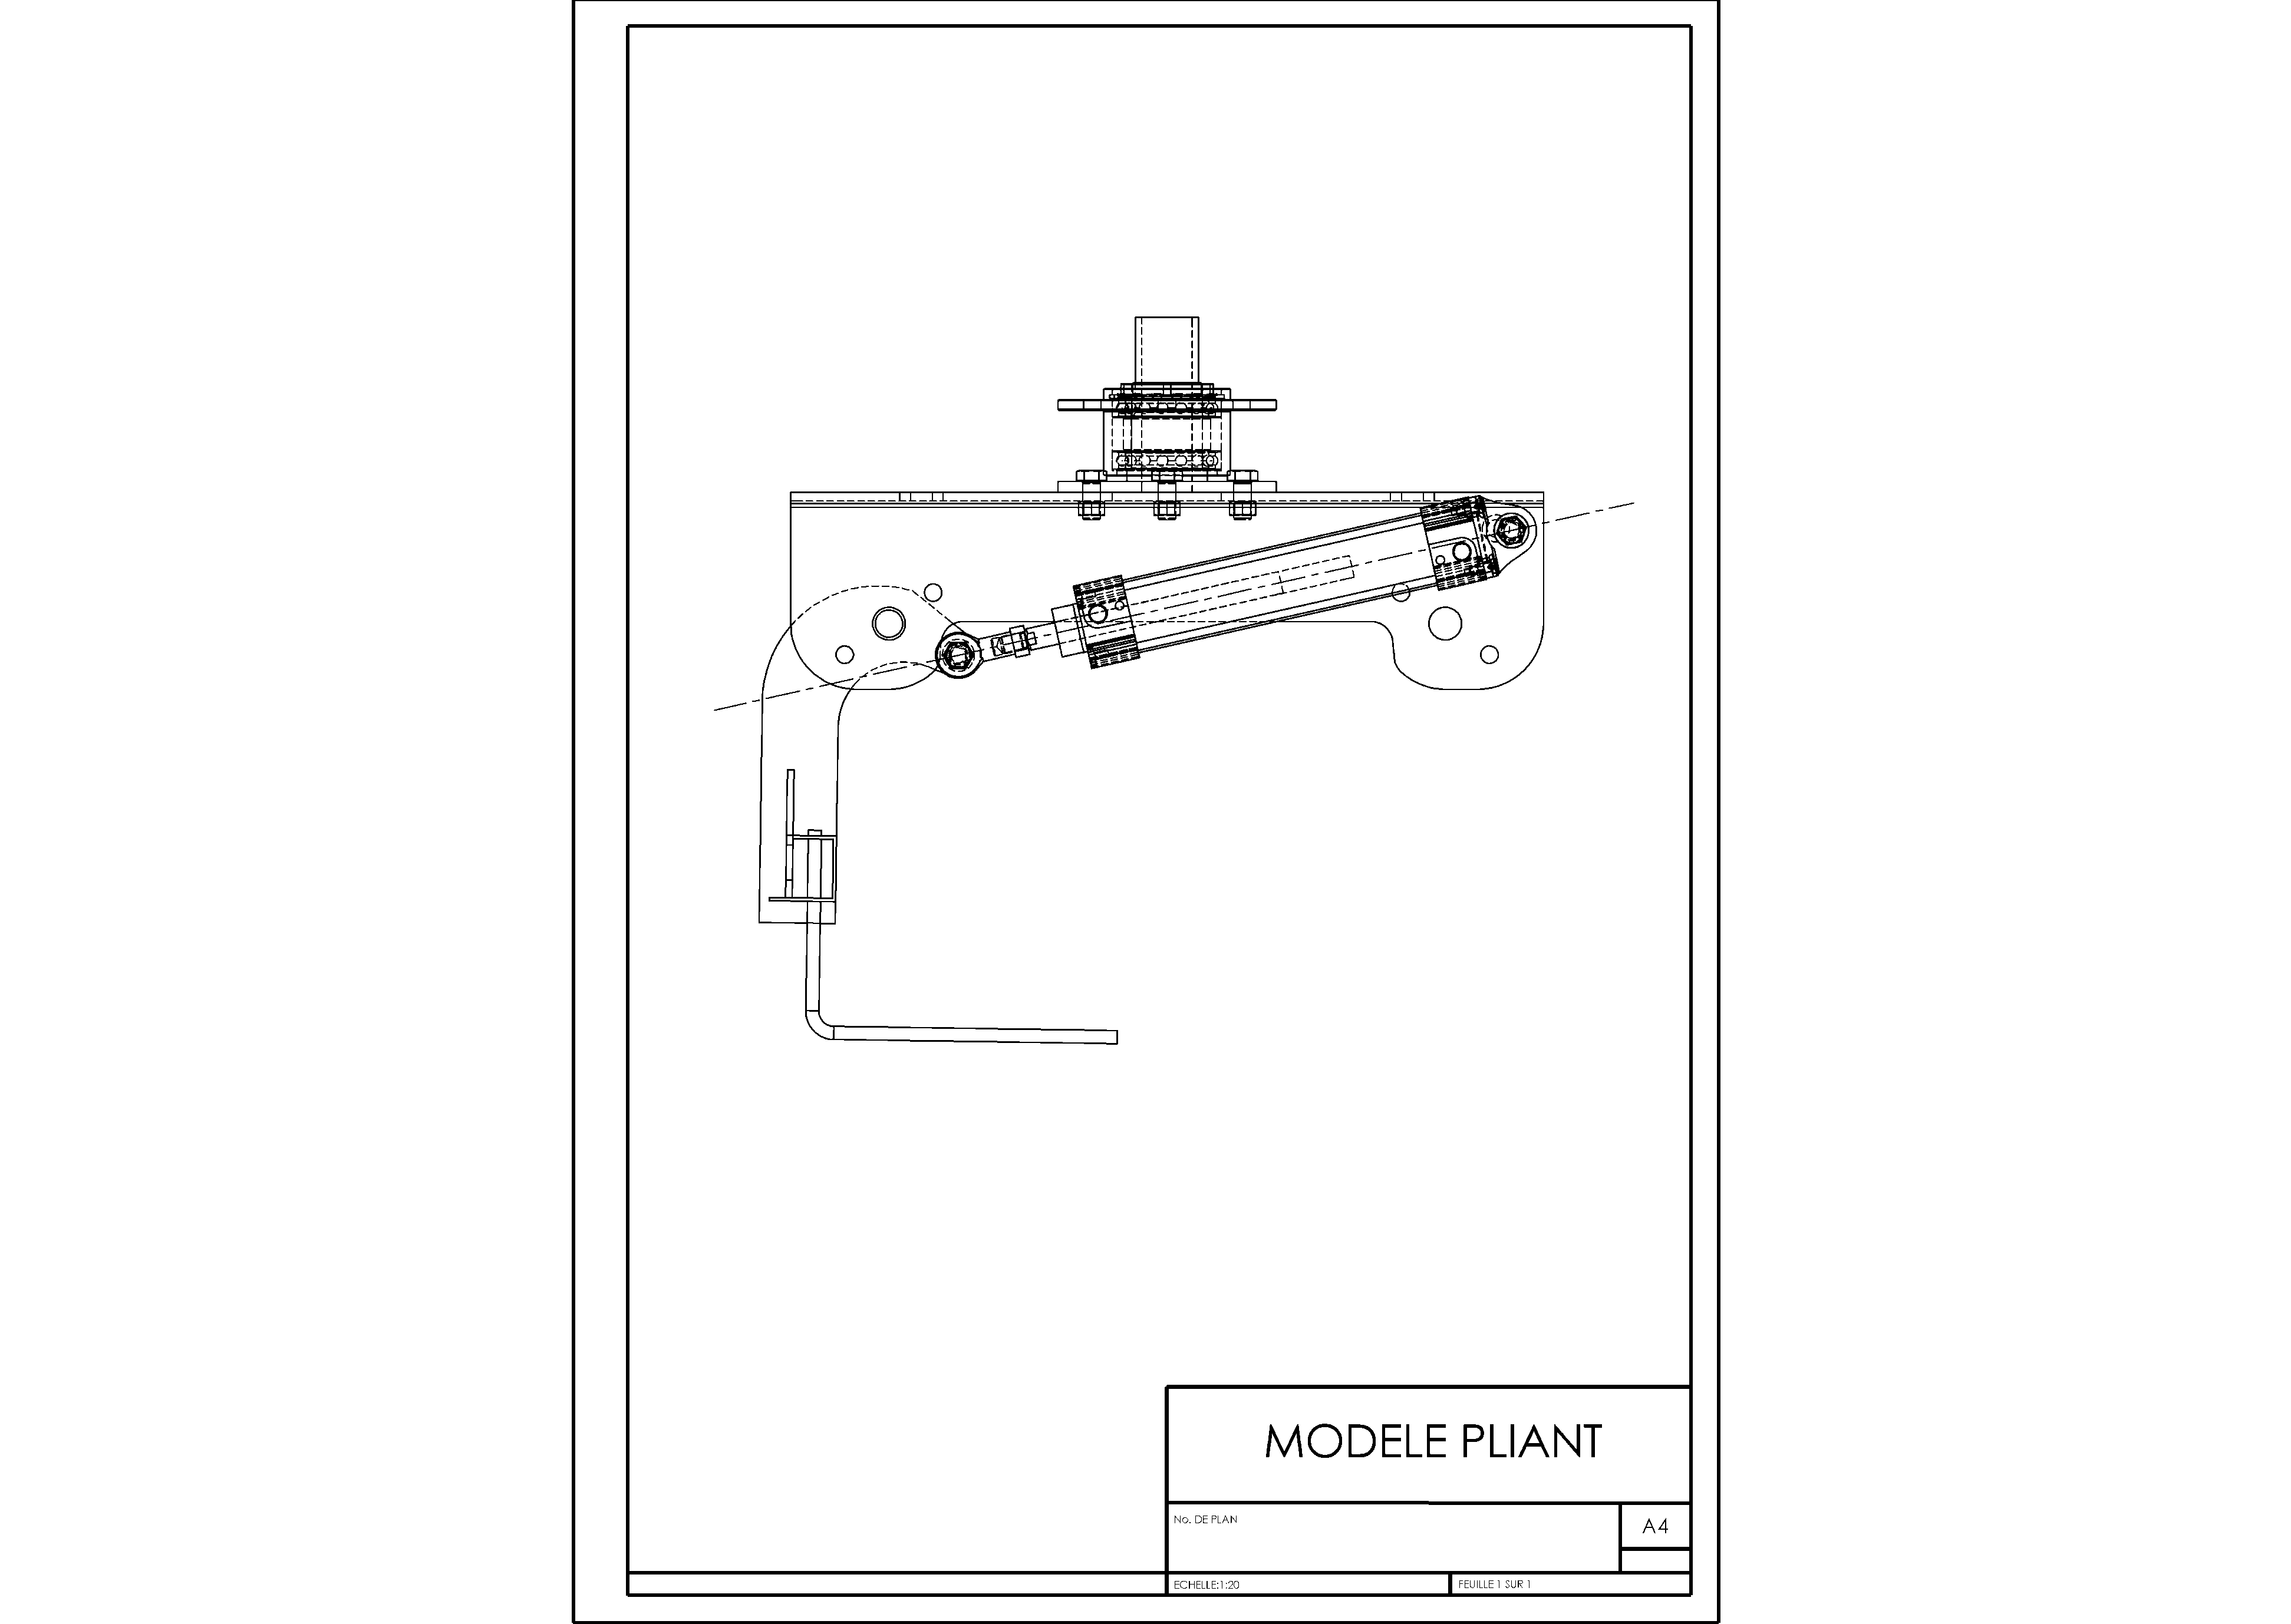 MODELE PLIANT
No. DE PLAN
A4
ECHELLE:1:20
FEUILLE 1 SUR 1